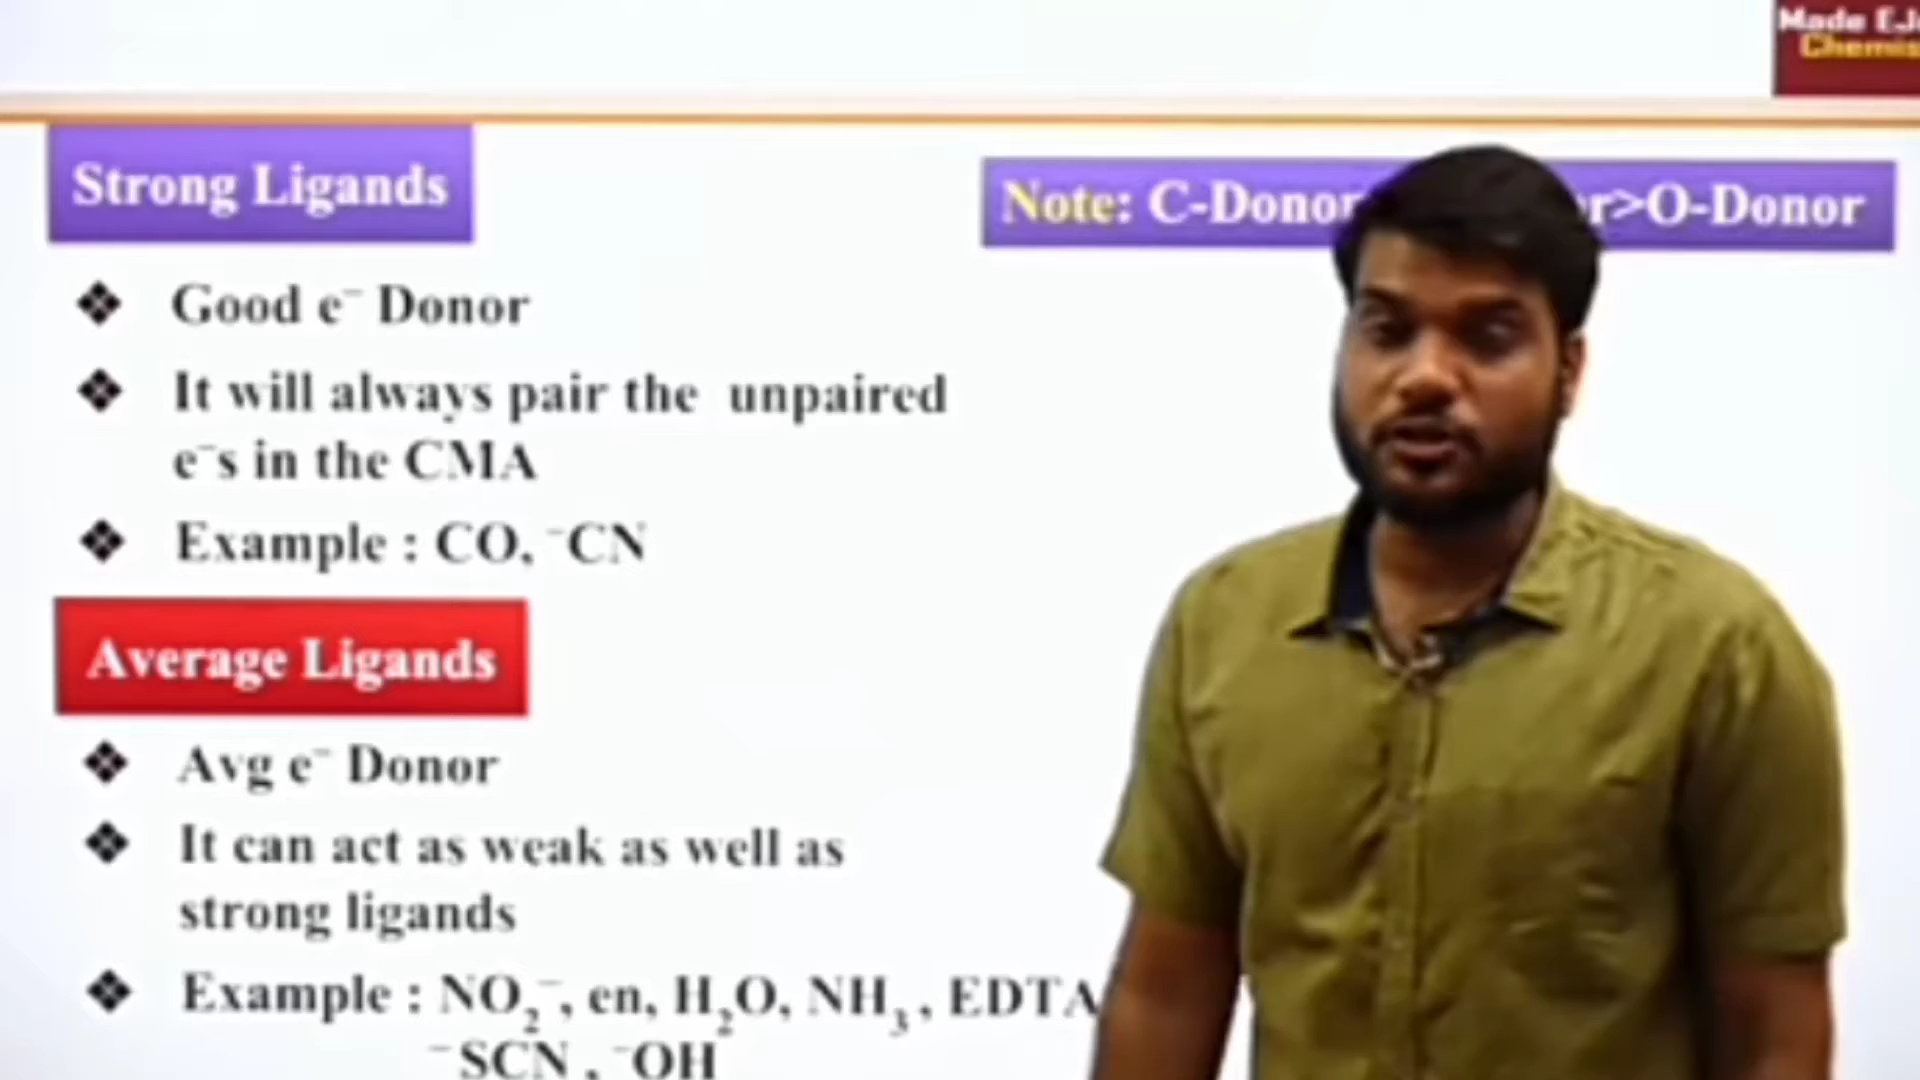 Made EJ
Chemis
Strong Ligands
Note: C-Donor r>O-Donor
❖ Good e⁻ Donor
❖ It will always pair the unpaired
e⁻s in the CMA
❖ Example : CO, ⁻CN
Average Ligands
❖ Avg e⁻ Donor
❖ It can act as weak as well as
strong ligands
❖ Example : NO₂⁻, en, H₂O, NH₃, EDTA
⁻SCN, ⁻OH